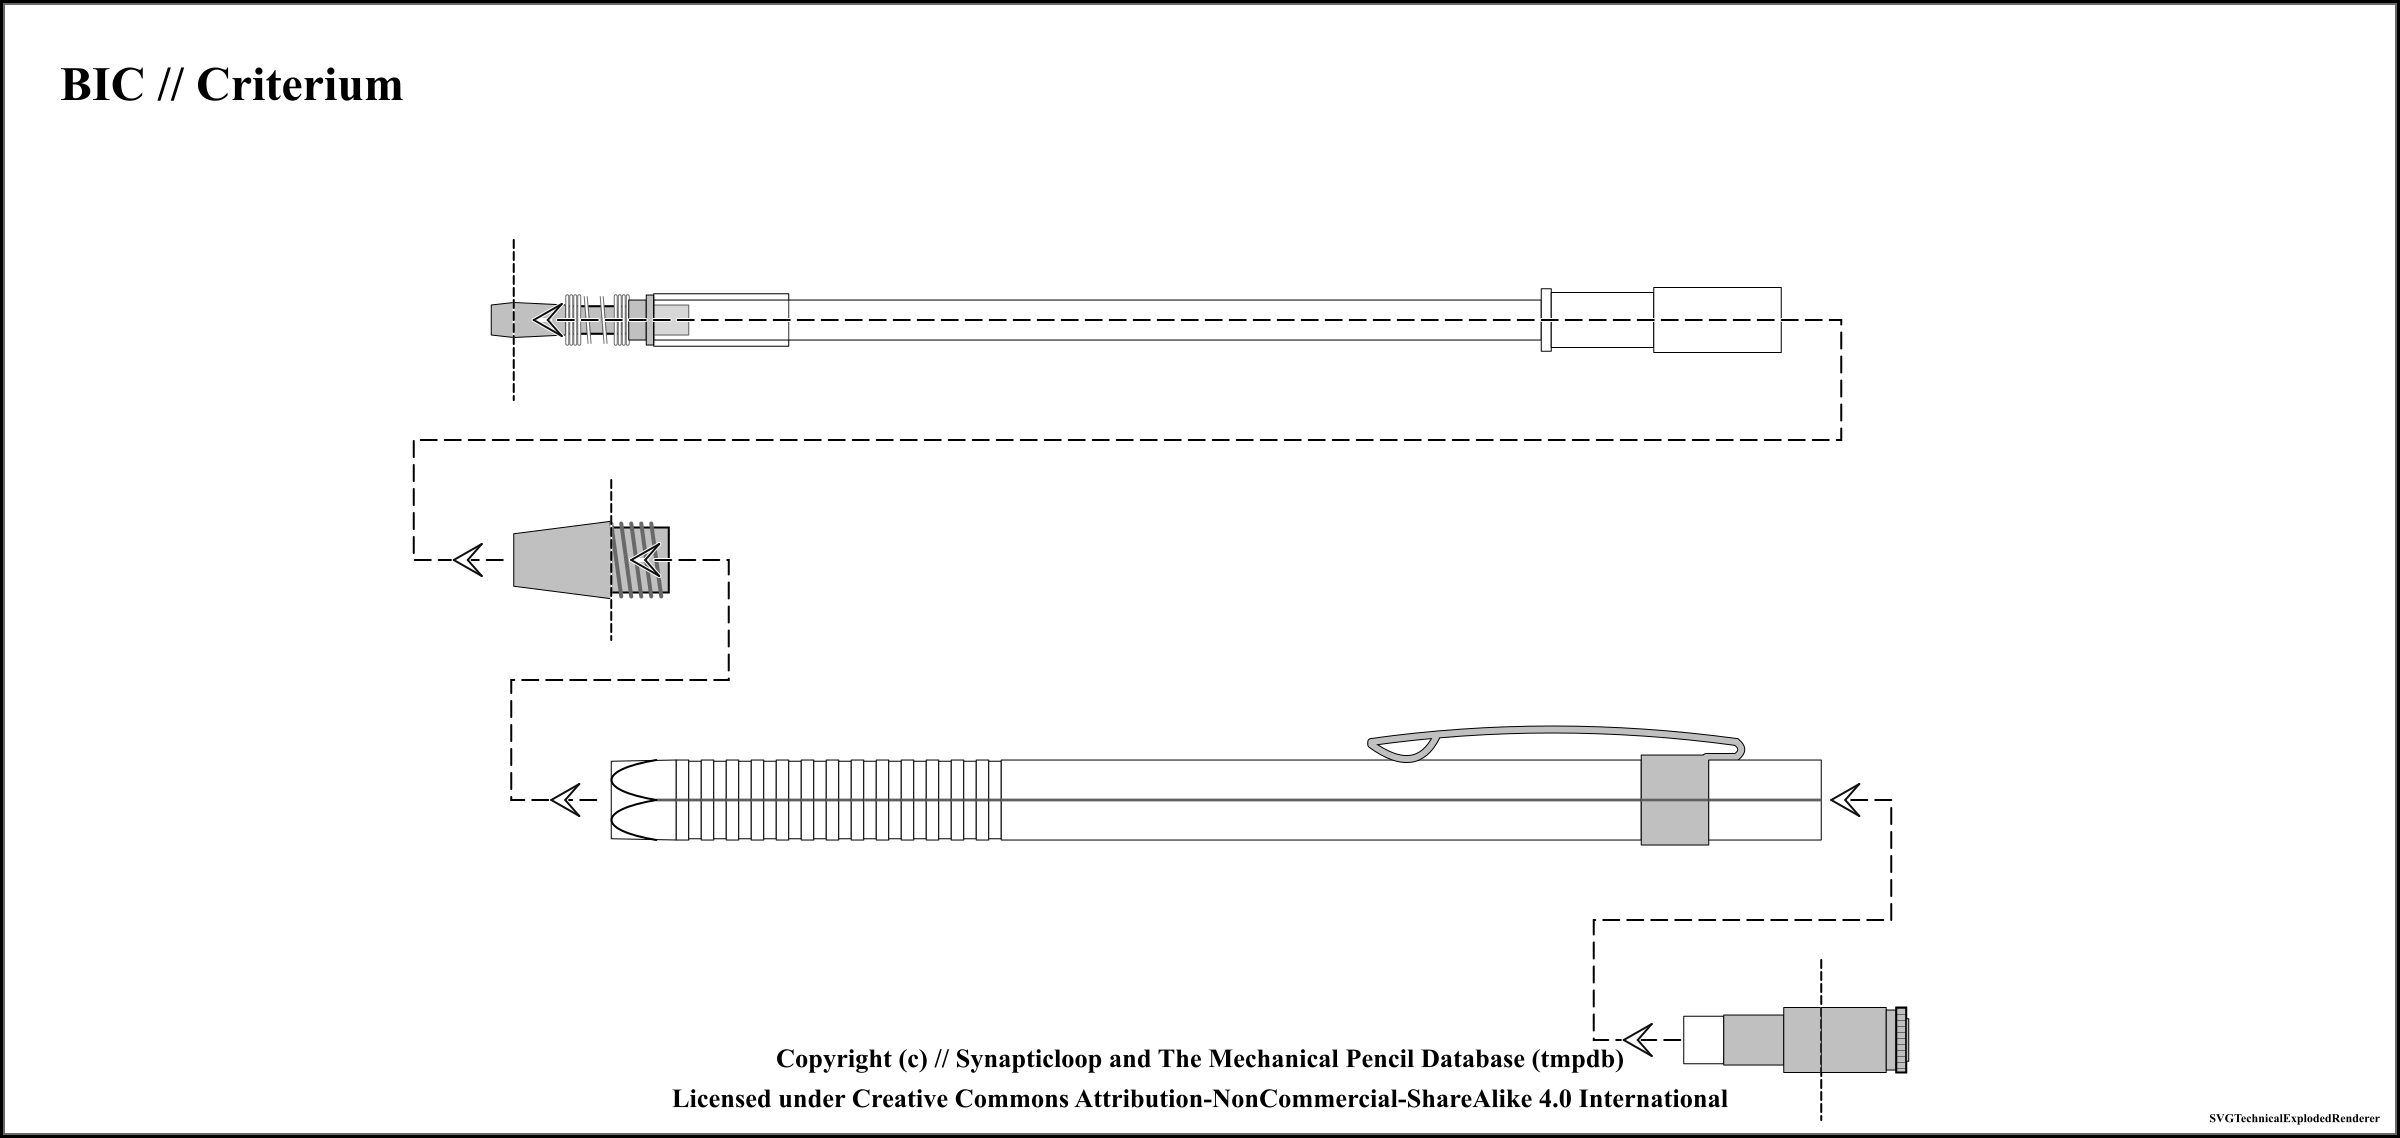 BIC // Criterium
Copyright (c) // Synapticloop and The Mechanical Pencil Database (tmpdb)
Licensed under Creative Commons Attribution-NonCommercial-ShareAlike 4.0 International
SVGTechnicalExplodedRenderer